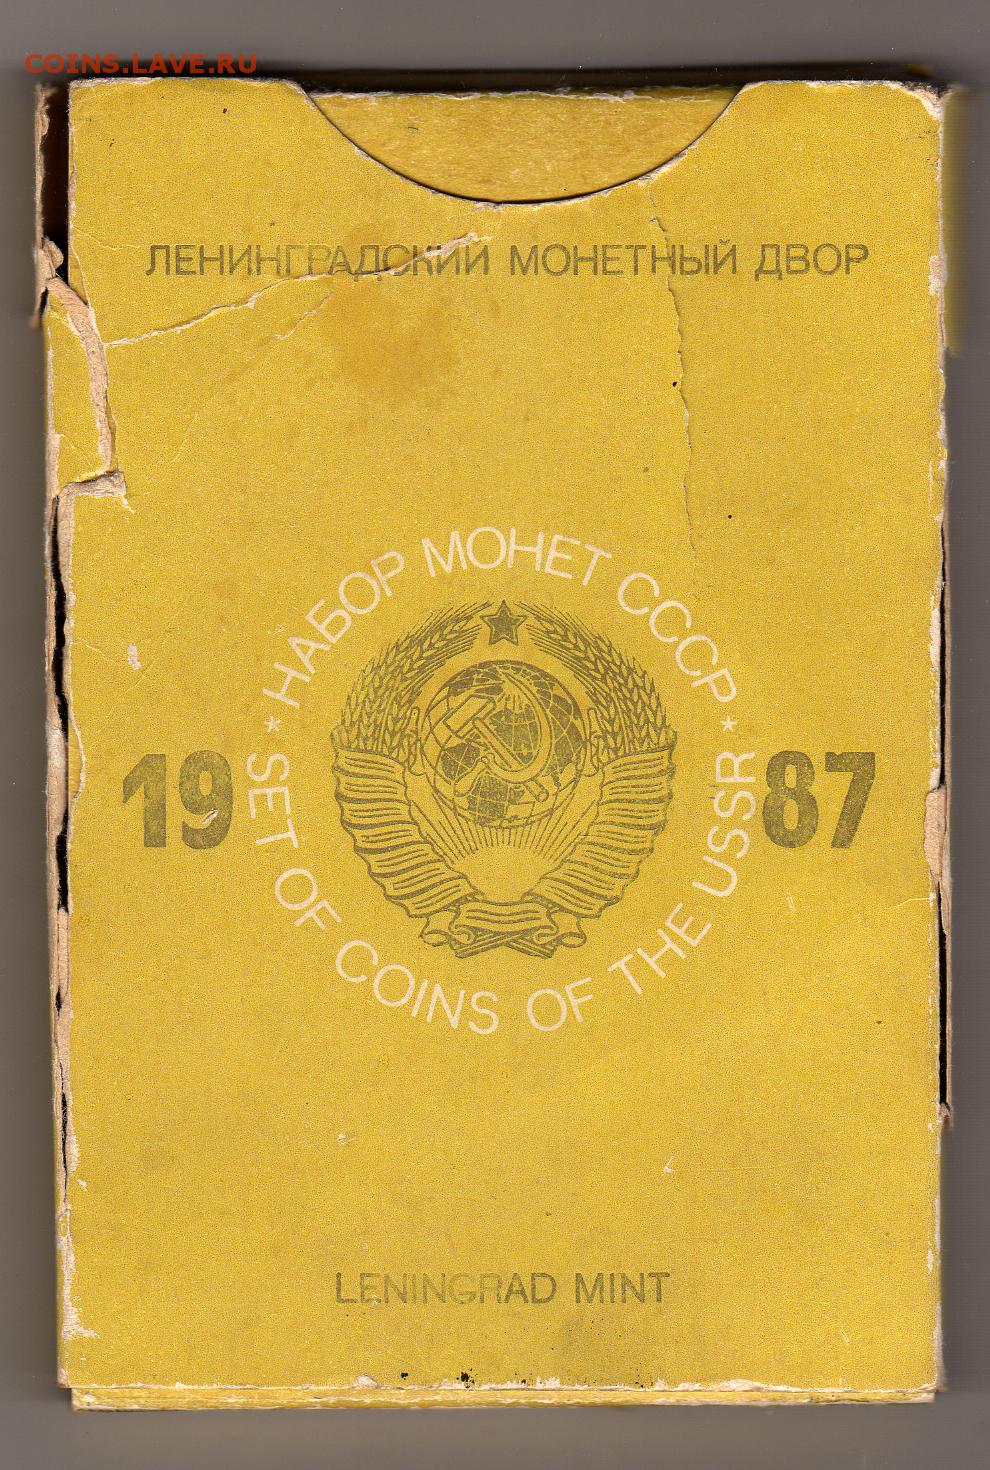 COINS.LAVE.RU
ЛЕНИНГРАДСКИЙ МОНЕТНЫЙ ДВОР
* НАБОР МОНЕТ СССР *
19 87
SET OF COINS OF THE USSR
LENINGRAD MINT